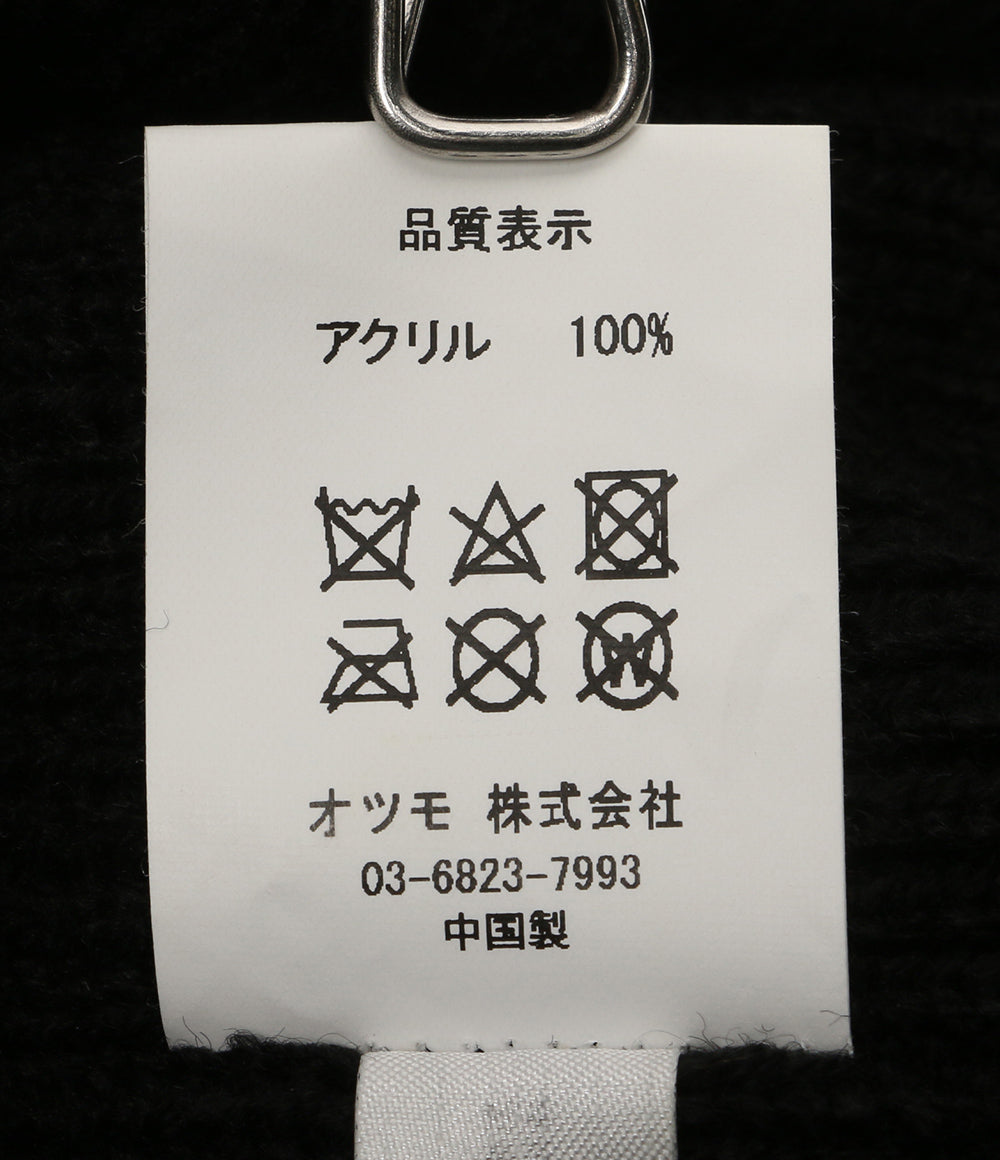 品質表示
アクリル 100%
W
オツモ 株式会社
03-6823-7993
中国製